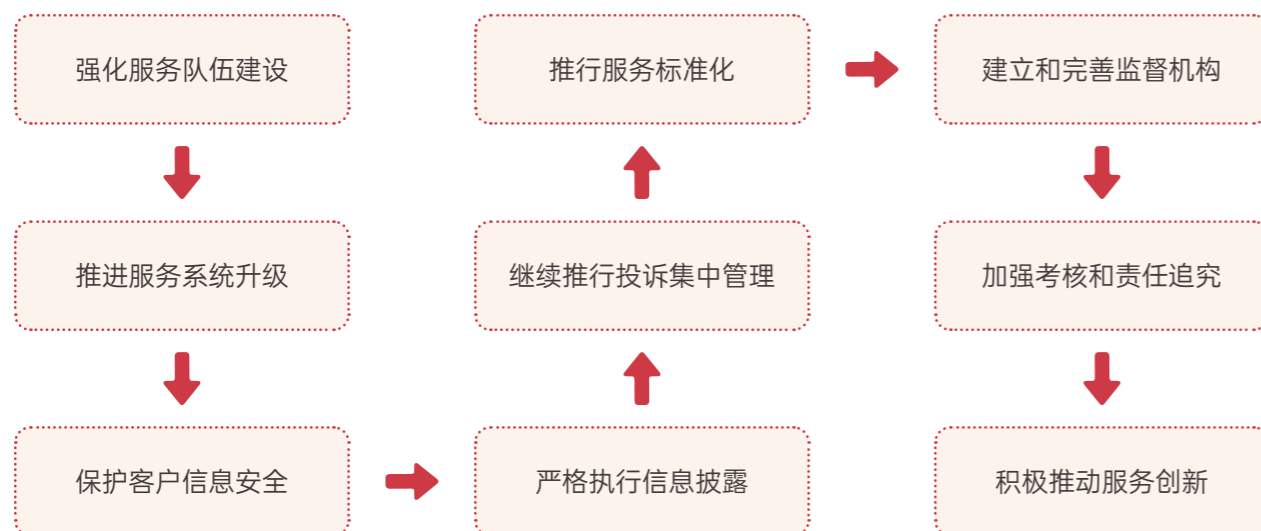 强化服务队伍建设
推进服务系统升级
保护客户信息安全
严格执行信息披露
继续推行投诉集中管理
推行服务标准化
建立和完善监督机构
加强考核和责任追究
积极推动服务创新